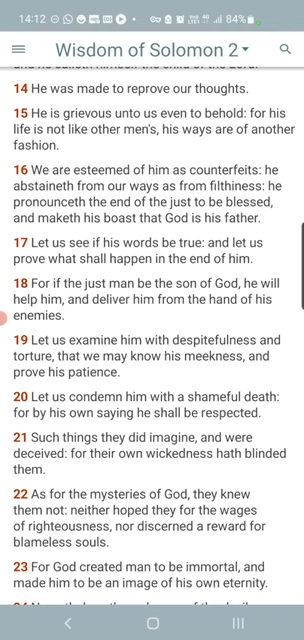 14:12
84%
Wisdom of Solomon 2
and he calleth himself the child of the Lord.
14 He was made to reprove our thoughts.
15 He is grievous unto us even to behold: for his
life is not like other men's, his ways are of another
fashion.
16 We are esteemed of him as counterfeits: he
abstaineth from our ways as from filthiness: he
pronounceth the end of the just to be blessed,
and maketh his boast that God is his father.
17 Let us see if his words be true: and let us
prove what shall happen in the end of him.
18 For if the just man be the son of God, he will
help him, and deliver him from the hand of his
enemies.
19 Let us examine him with despitefulness and
torture, that we may know his meekness, and
prove his patience.
20 Let us condemn him with a shameful death:
for by his own saying he shall be respected.
21 Such things they did imagine, and were
deceived: for their own wickedness hath blinded
them.
22 As for the mysteries of God, they knew
them not: neither hoped they for the wages
of righteousness, nor discerned a reward for
blameless souls.
23 For God created man to be immortal, and
made him to be an image of his own eternity.